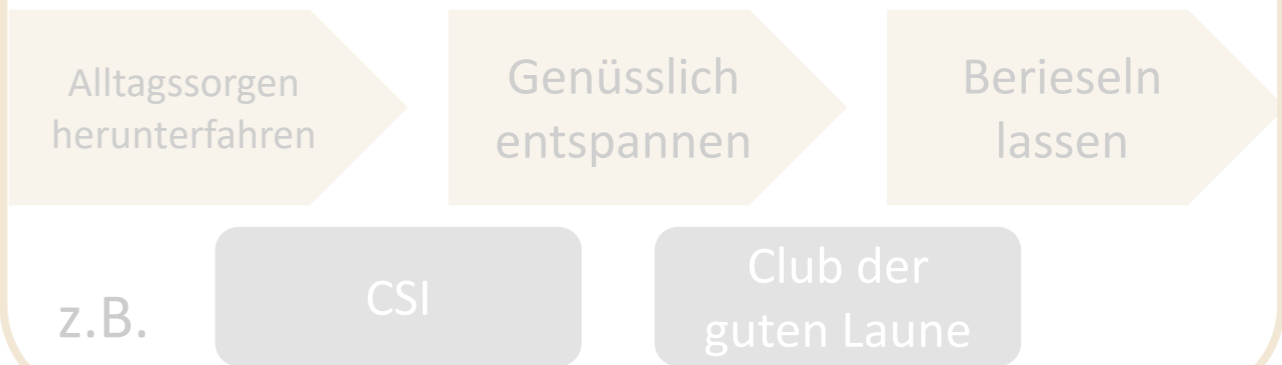 Alltagssorgen
herunterfahren
Genüsslich
entspannen
Berieseln
lassen
z.B.
CSI
Club der
guten Laune